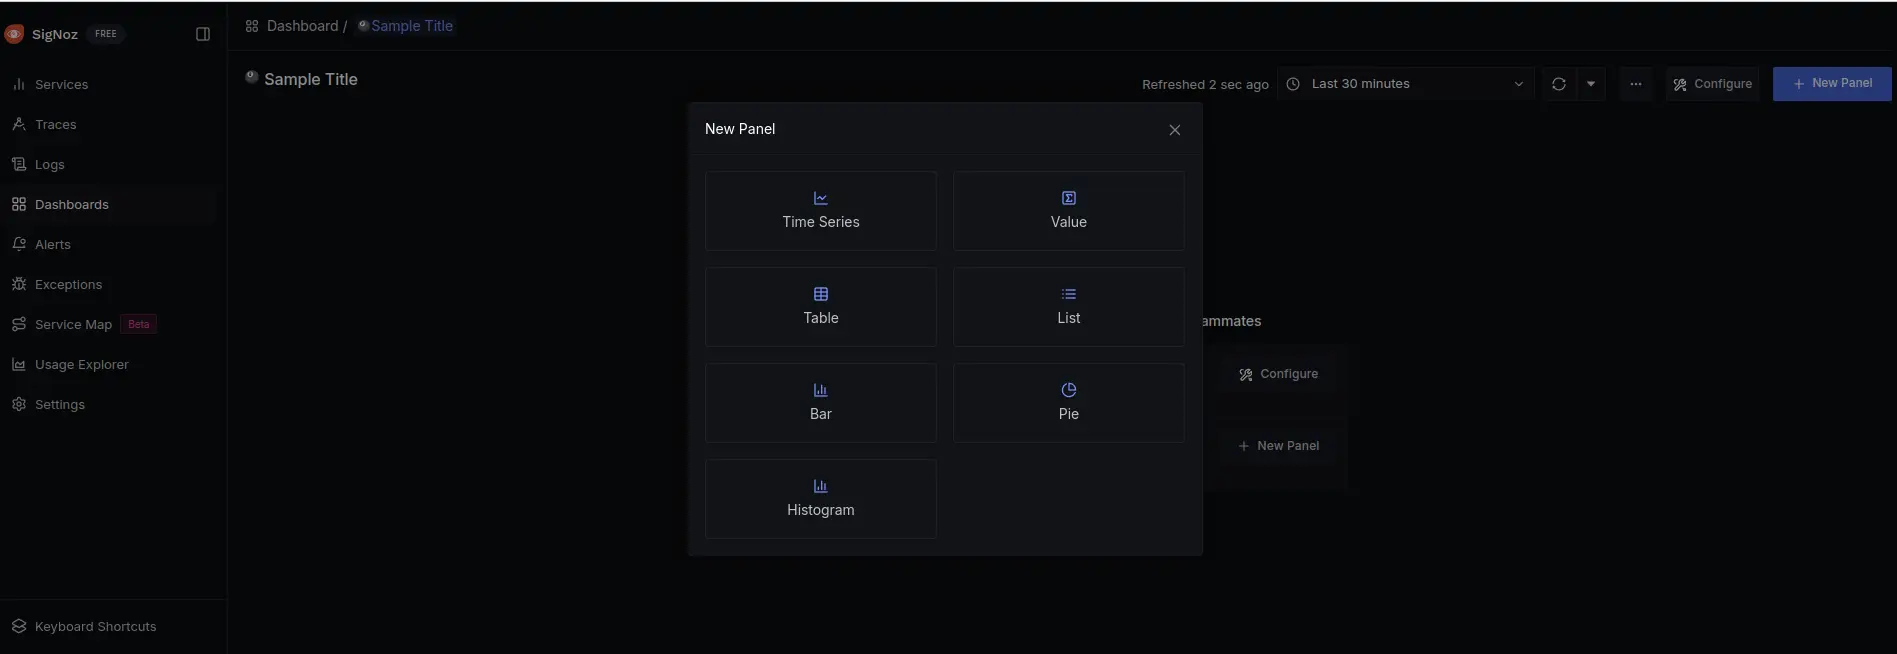 SigNoz FREE
Services
Traces
Logs
Dashboards
Alerts
Exceptions
Service Map Beta
Usage Explorer
Settings
Keyboard Shortcuts
Dashboard / Sample Title
Sample Title
Refreshed 2 sec ago Last 30 minutes Configure + New Panel
New Panel
Time Series Value
Table List
Bar Pie
Histogram
ammates
Configure
+ New Panel